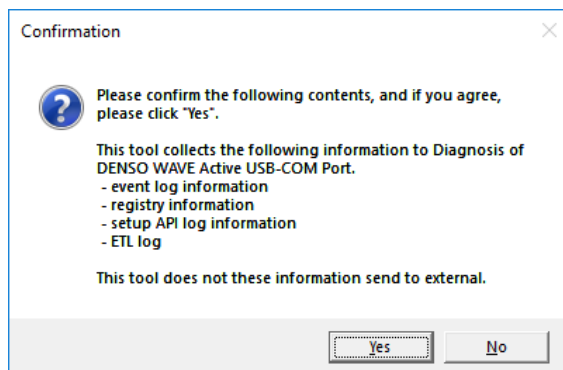 Confirmation
Please confirm the following contents, and if you agree,
please click "Yes".
This tool collects the following information to Diagnosis of
DENSO WAVE Active USB-COM Port.
- event log information
- registry information
- setup API log information
- ETL log
This tool does not these information send to external.
Yes
No